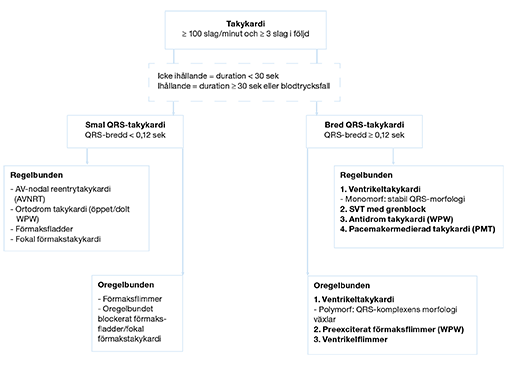 Takykardi
≥ 100 slag/minut och ≥ 3 slag i följd
Icke ihållande = duration < 30 sek
Ihållande = duration ≥ 30 sek eller blodtrycksfall
Smal QRS-takykardi
QRS-bredd < 0,12 sek
Bred QRS-takykardi
QRS-bredd ≥ 0,12 sek
Regelbunden
- AV-nodal reentrytakykardi
(AVNRT)
- Ortodrom takykardi (öppet/dolt
WPW)
- Förmaksfladder
- Fokal förmakstakykardi
Regelbunden
1. Ventrikeltakykardi
- Monomorf: stabil QRS-morfologi
2. SVT med grenblock
3. Antidrom takykardi (WPW)
4. Pacemakermedierad takykardi (PMT)
Oregelbunden
- Förmaksflimmer
- Oregelbundet
blockerat förmaks-
fladder/fokal
förmakstakykardi
Oregelbunden
1. Ventrikeltakykardi
- Polymorf: QRS-komplexens morfologi
växlar
2. Preexciterat förmaksflimmer (WPW)
3. Ventrikelflimmer